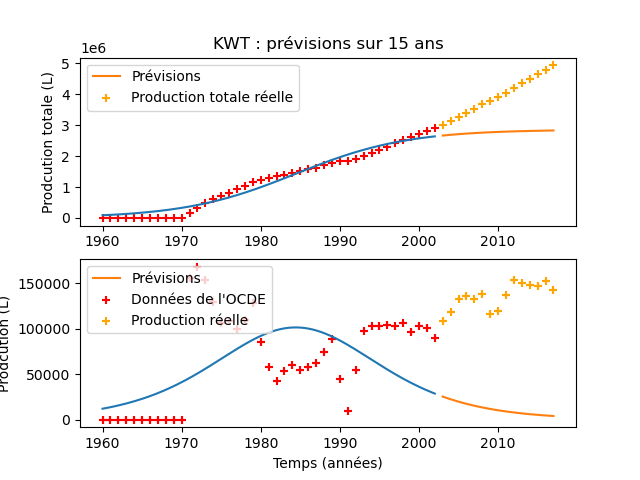 KWT : prévisions sur 15 ans
1e6
Prodcution totale (L)
5
4
3
2
1
0
Prévisions
Production totale réelle
1960 1970 1980 1990 2000 2010
Prodcution (L)
150000
100000
50000
0
Prévisions
Données de l'OCDE
Production réelle
1960 1970 1980 1990 2000 2010
Temps (années)